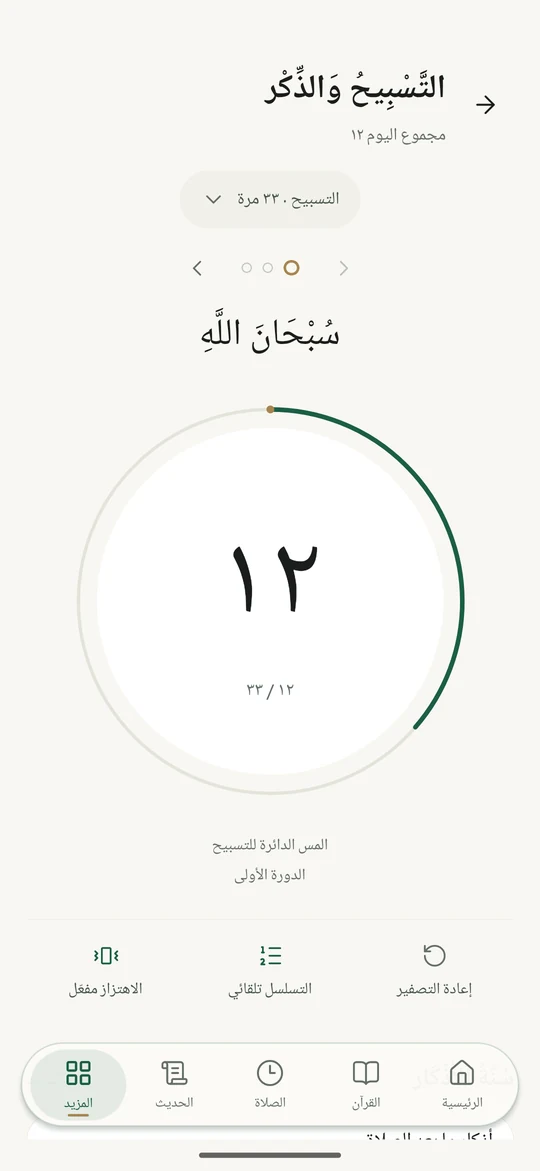 التَّسْبِيحُ وَالذِّكْر
مجموع اليوم ١٢
التسبيح · ٣٣ مرة
سُبْحَانَ اللَّهِ
١٢
١٢ / ٣٣
المس الدائرة للتسبيح
الدورة الأولى
إعادة التصفير
التسلسل تلقائي
الاهتزاز مفعّل
الرئيسية
القرآن
الصلاة
الحديث
المزيد